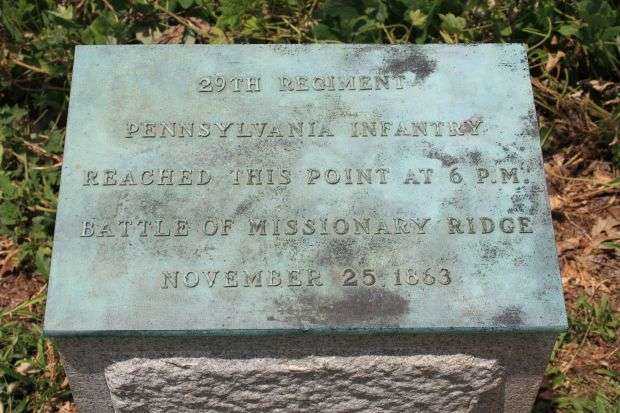 29TH REGIMENT
PENNSYLVANIA INFANTRY
REACHED THIS POINT AT 6 P.M.
BATTLE OF MISSIONARY RIDGE
NOVEMBER 25 1863